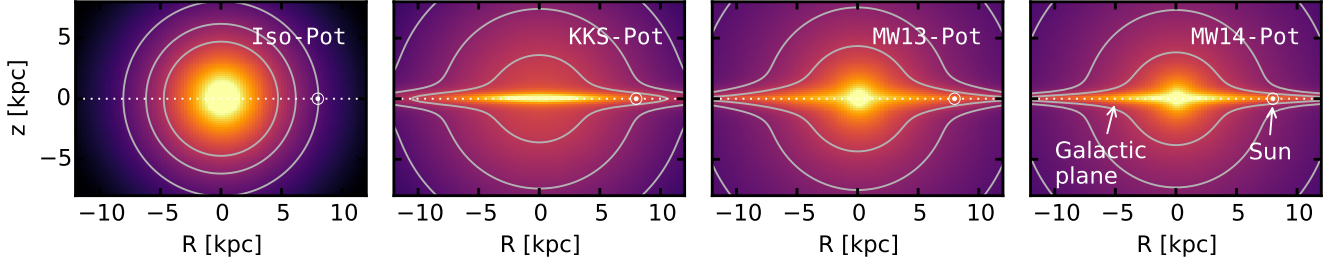 Iso-Pot
KKS-Pot
MW13-Pot
MW14-Pot
5
0
−5
z [kpc]
Galactic
plane
Sun
−10 −5 0 5 10
−10 −5 0 5 10
−10 −5 0 5 10
−10 −5 0 5 10
R [kpc]
R [kpc]
R [kpc]
R [kpc]